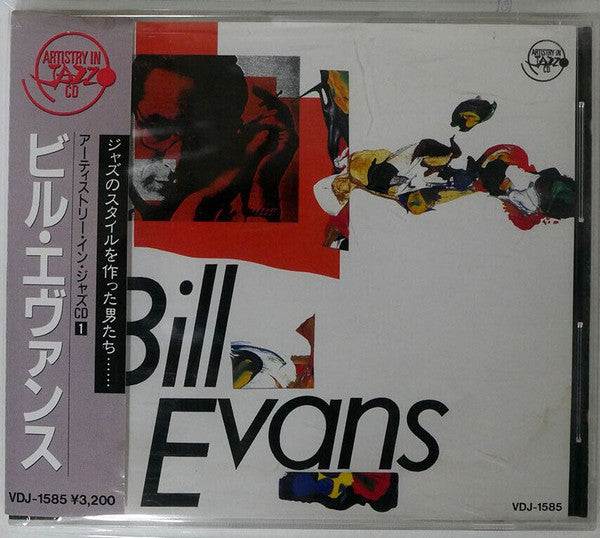 ARTISTRY IN
JAZZ
CD
ビル・エヴァンス
アーティストリー・イン・ジャズCD 1
ジャズのスタイルを作った男たち……
VDJ-1585 ¥3,200
ARTISTRY IN
JAZZ
CD
Bill
Evans
VDJ-1585